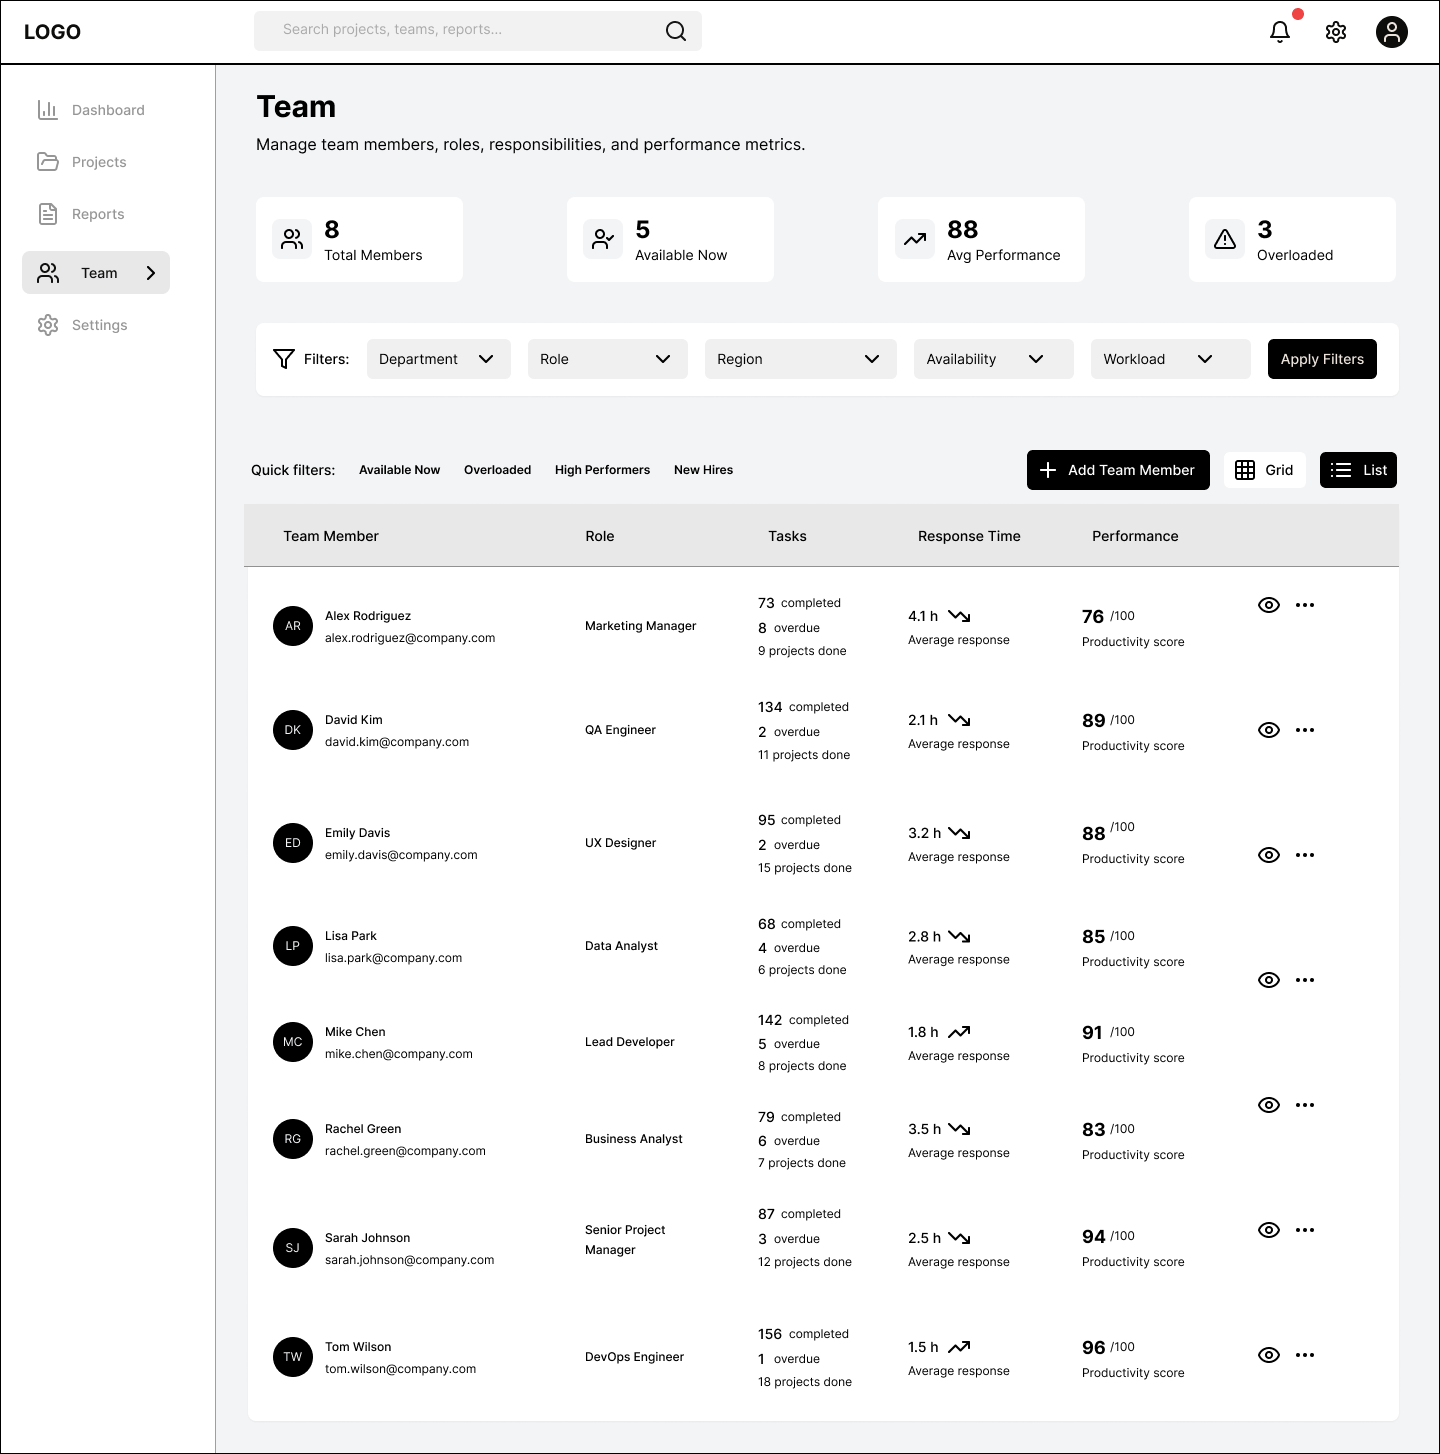 LOGO
Search projects, teams, reports...
Dashboard
Projects
Reports
Team
Settings
Team
Manage team members, roles, responsibilities, and performance metrics.
8
Total Members
5
Available Now
88
Avg Performance
3
Overloaded
Filters: Department Role Region Availability Workload Apply Filters
Quick filters: Available Now Overloaded High Performers New Hires Add Team Member Grid List
Team Member Role Tasks Response Time Performance
Alex Rodriguez
alex.rodriguez@company.com
Marketing Manager
AR
73 completed
8 overdue
9 projects done
4.1 h
Average response
76 /100
Productivity score
DK
David Kim
david.kim@company.com
QA Engineer
134 completed
2 overdue
11 projects done
2.1 h
Average response
89 /100
Productivity score
ED
Emily Davis
emily.davis@company.com
UX Designer
95 completed
2 overdue
15 projects done
3.2 h
Average response
88 /100
Productivity score
LP
Lisa Park
lisa.park@company.com
Data Analyst
68 completed
4 overdue
6 projects done
2.8 h
Average response
85 /100
Productivity score
MC
Mike Chen
mike.chen@company.com
Lead Developer
142 completed
5 overdue
8 projects done
1.8 h
Average response
91 /100
Productivity score
RG
Rachel Green
rachel.green@company.com
Business Analyst
79 completed
6 overdue
7 projects done
3.5 h
Average response
83 /100
Productivity score
SJ
Sarah Johnson
sarah.johnson@company.com
Senior Project
Manager
87 completed
3 overdue
12 projects done
2.5 h
Average response
94 /100
Productivity score
TW
Tom Wilson
tom.wilson@company.com
DevOps Engineer
156 completed
1 overdue
18 projects done
1.5 h
Average response
96 /100
Productivity score